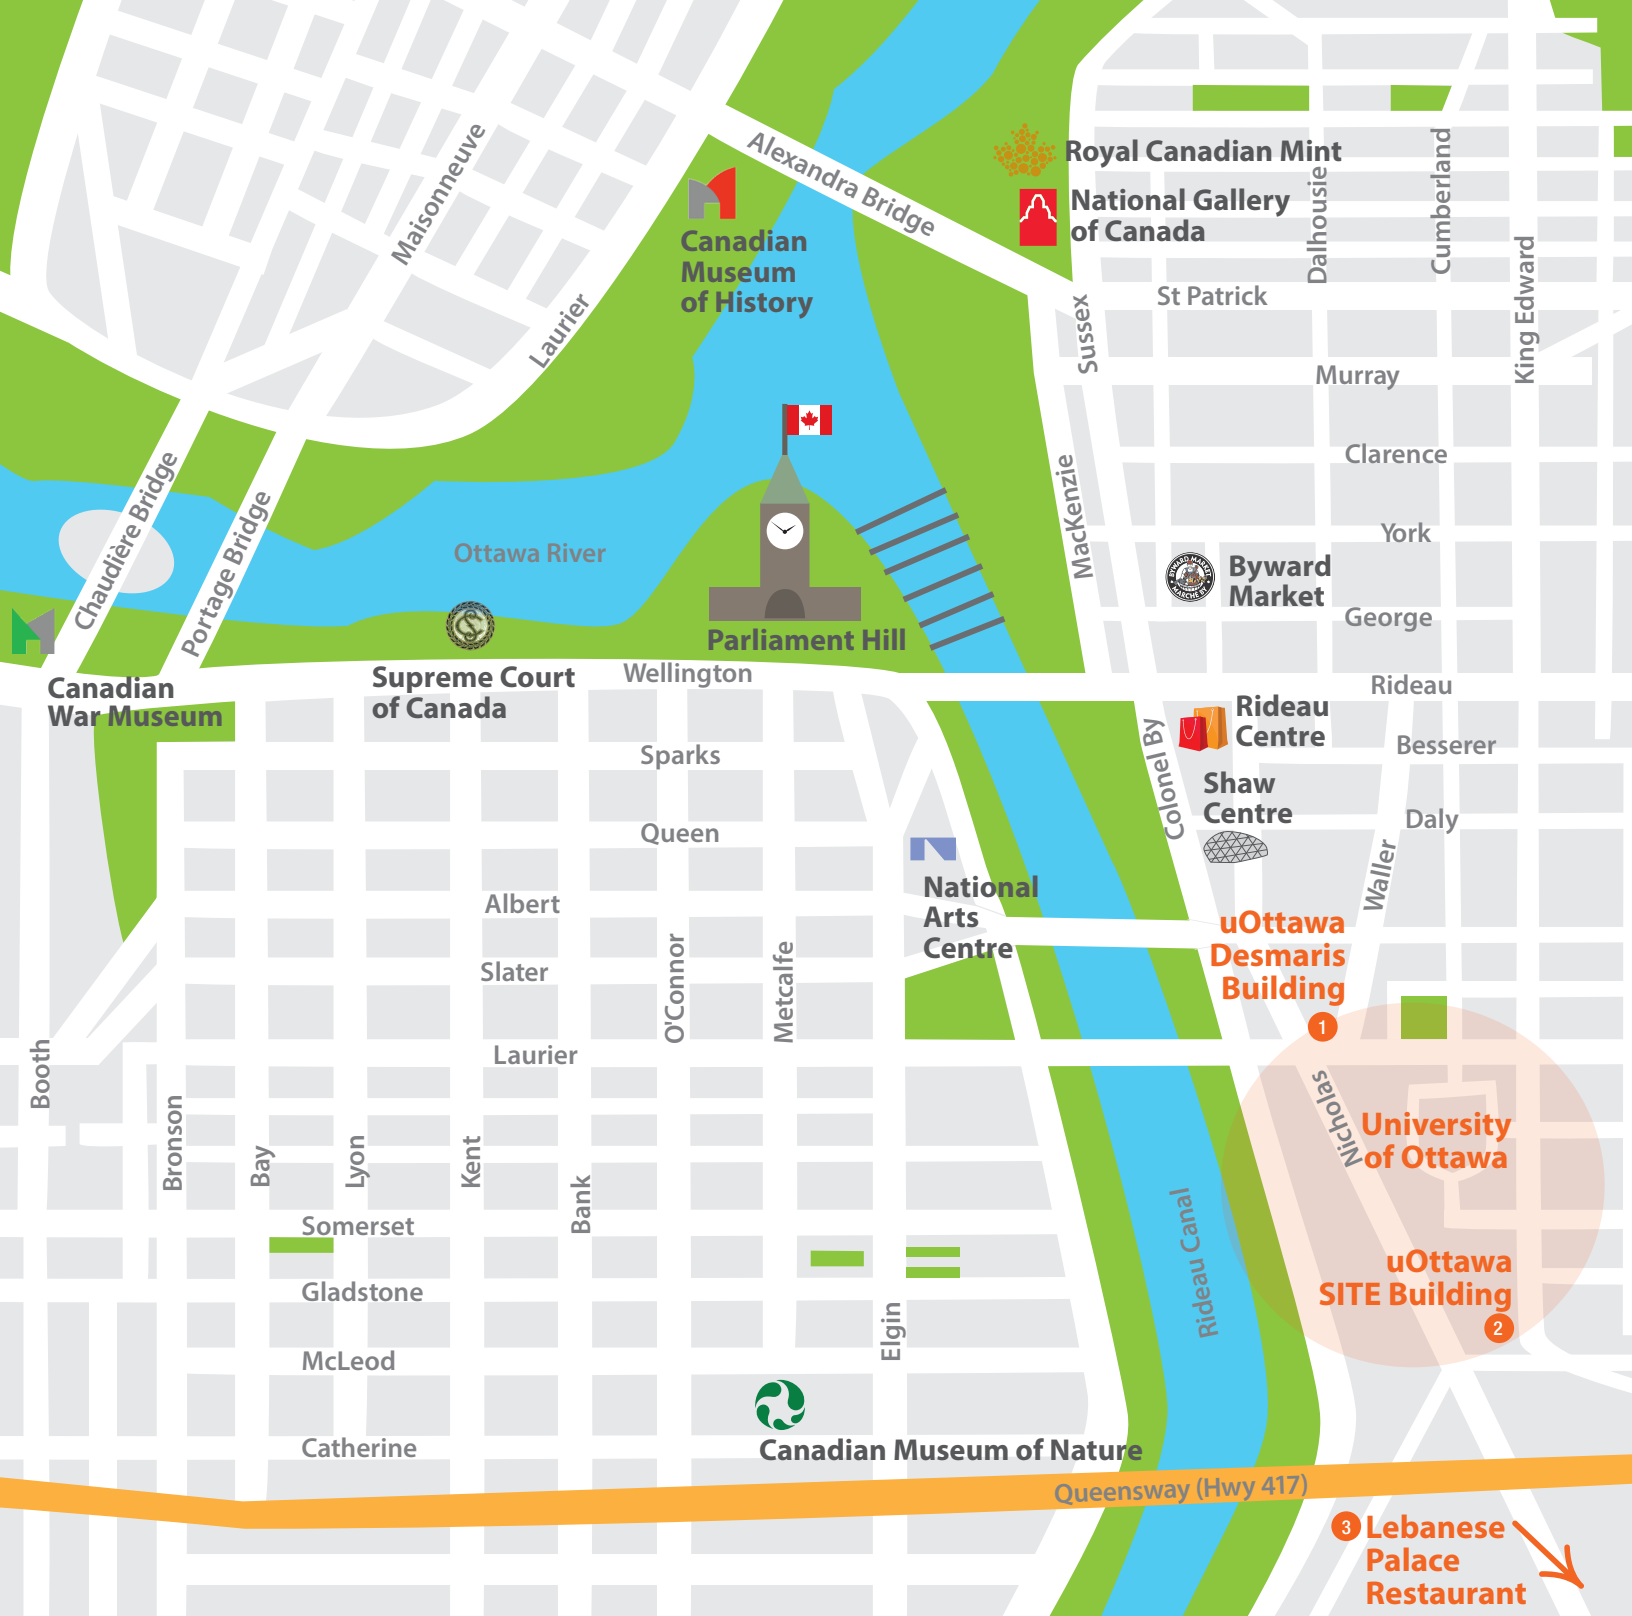 Maisonneuve
Alexandra Bridge
Royal Canadian Mint
National Gallery
of Canada
Dalhousie
Cumberland
King Edward
Canadian
Museum
of History
Laurier
St Patrick
Sussex
Murray
Clarence
MacKenzie
York
Chaudière Bridge
Portage Bridge
Ottawa River
BYWARD MARKET
MARCHÉ BY
Byward
Market
George
Parliament Hill
Supreme Court
of Canada
Wellington
Rideau
Canadian
War Museum
Rideau
Centre
Colonel By
Besserer
Sparks
Shaw
Centre
Daly
Queen
Waller
National
Arts
Centre
Albert
uOttawa
Desmaris
Building
1
Slater
O'Connor
Metcalfe
Laurier
Booth
Bronson
Bay
Lyon
Kent
Bank
Nicholas
University
of Ottawa
Somerset
Rideau Canal
uOttawa
SITE Building
2
Gladstone
Elgin
McLeod
Catherine
Canadian Museum of Nature
Queensway (Hwy 417)
3
Lebanese
Palace
Restaurant